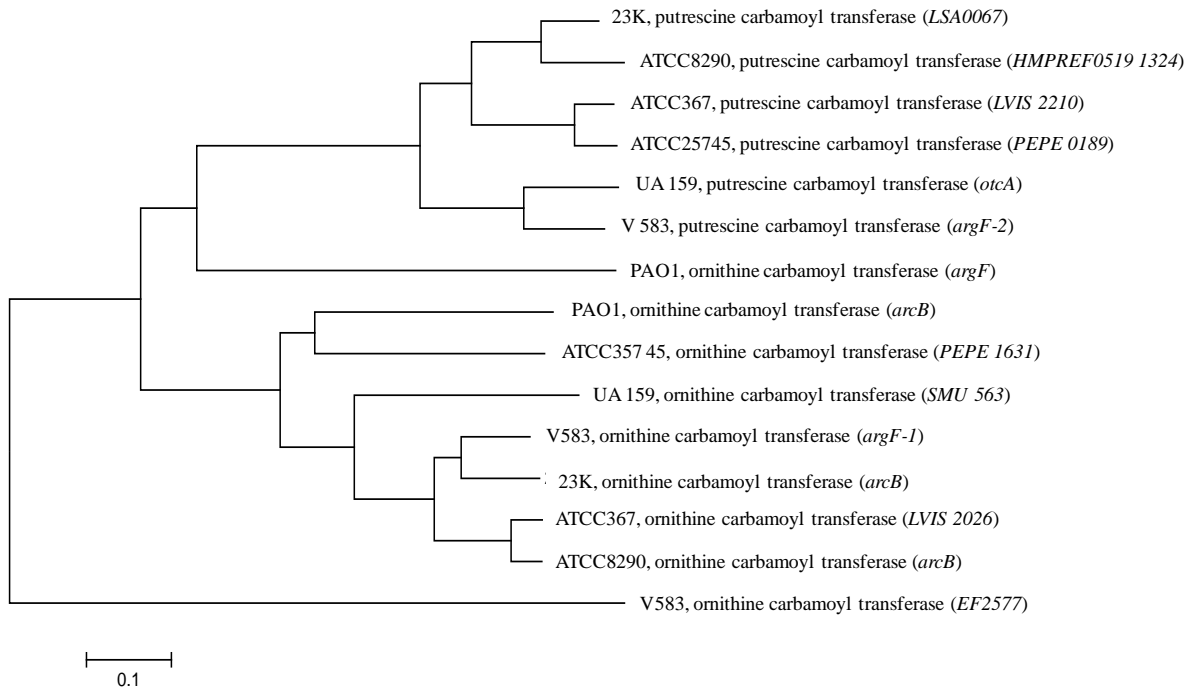 23K, putrescine carbamoyl transferase (LSA0067)
ATCC8290, putrescine carbamoyl transferase (HMPREF0519 1324)
ATCC367, putrescine carbamoyl transferase (LVIS 2210)
ATCC25745, putrescine carbamoyl transferase (PEPE 0189)
UA 159, putrescine carbamoyl transferase (otcA)
V 583, putrescine carbamoyl transferase (argF-2)
PAO1, ornithine carbamoyl transferase (argF)
PAO1, ornithine carbamoyl transferase (arcB)
ATCC357 45, ornithine carbamoyl transferase (PEPE 1631)
UA 159, ornithine carbamoyl transferase (SMU 563)
V583, ornithine carbamoyl transferase (argF-1)
23K, ornithine carbamoyl transferase (arcB)
ATCC367, ornithine carbamoyl transferase (LVIS 2026)
ATCC8290, ornithine carbamoyl transferase (arcB)
V583, ornithine carbamoyl transferase (EF2577)
0.1